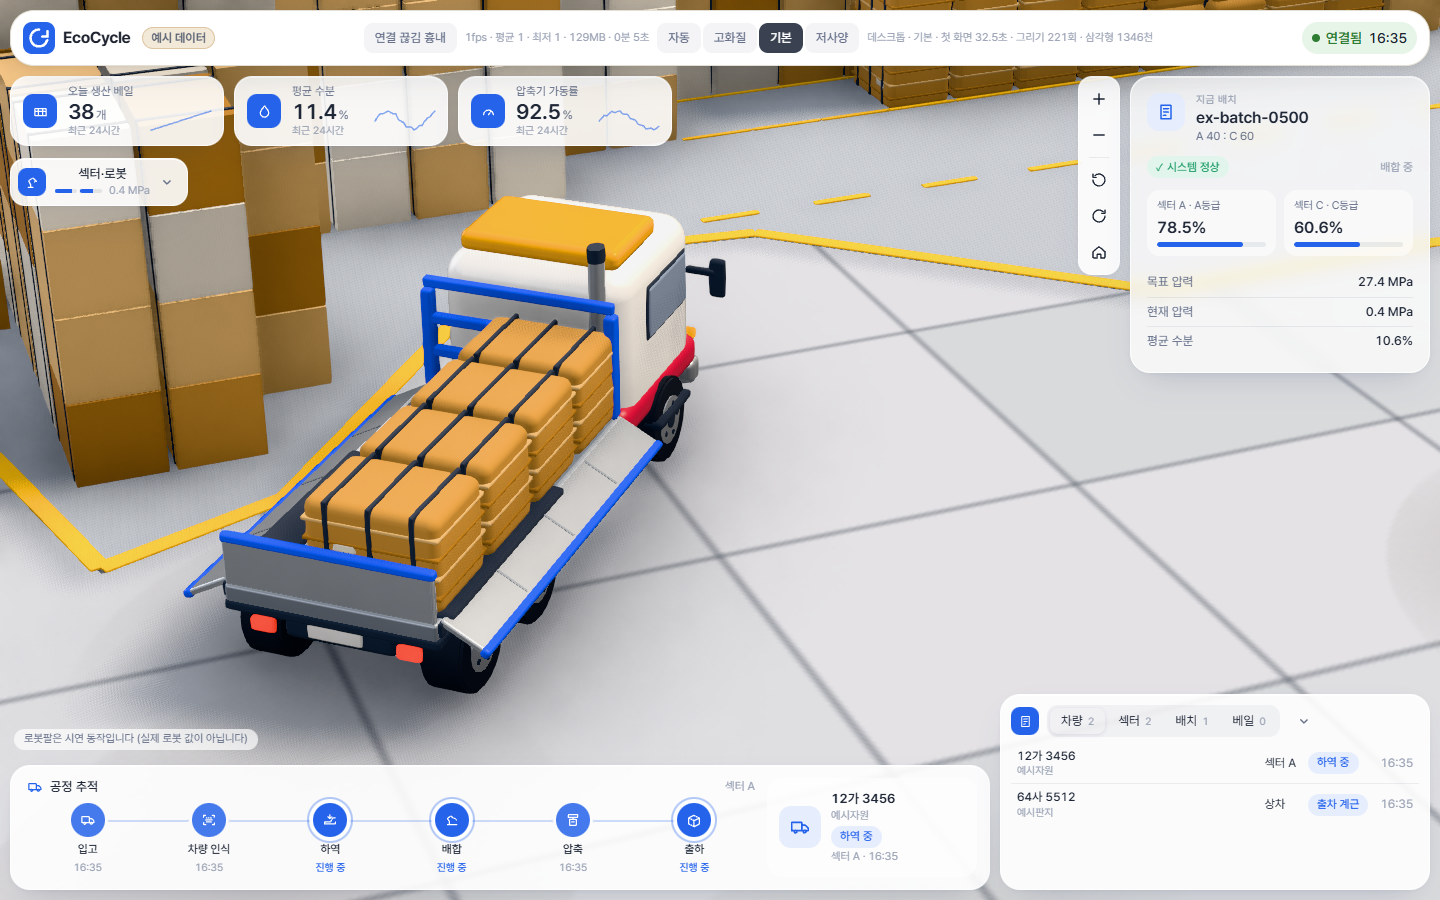 EcoCycle
예시 데이터
연결 끊김 흉내
1fps · 평균 1 · 최저 1 · 129MB · 0분 5초
자동
고화질
기본
저사양
데스크톱 · 기본 · 첫 화면 32.5초 · 그리기 221회 · 삼각형 1346천
연결됨 16:35
오늘 생산 베일
38개
최근 24시간
평균 수분
11.4%
최근 24시간
압축기 가동률
92.5%
최근 24시간
섹터·로봇
0.4 MPa
지금 배치
ex-batch-0500
A 40 : C 60
✓ 시스템 정상
배합 중
섹터 A · A등급
78.5%
섹터 C · C등급
60.6%
목표 압력 27.4 MPa
현재 압력 0.4 MPa
평균 수분 10.6%
로봇팔은 시연 동작입니다 (실제 로봇 값이 아닙니다)
공정 추적
섹터 A
입고
16:35
차량 인식
16:35
하역
진행 중
배합
진행 중
압축
16:35
출하
진행 중
12가 3456
예시자원
하역 중
섹터 A · 16:35
차량 2
섹터 2
배치 1
베일 0
12가 3456
예시자원
섹터 A
하역 중
16:35
64사 5512
예시판지
상차
출차 계근
16:35